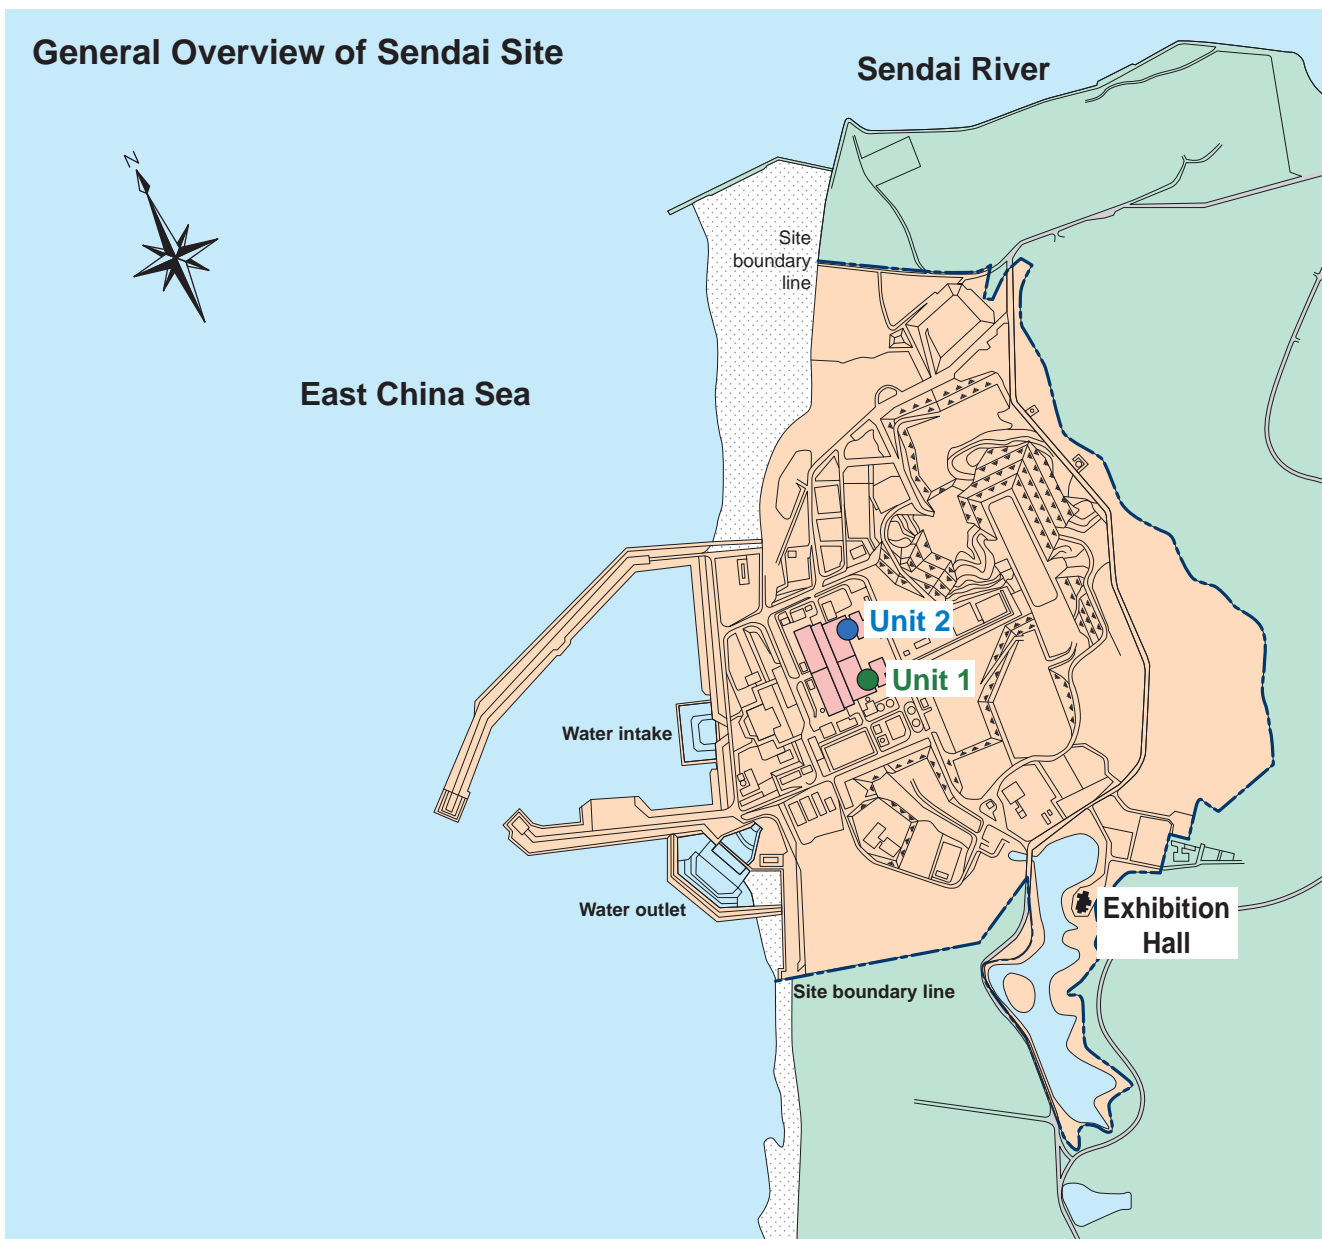 General Overview of Sendai Site
Sendai River
N
Site
boundary
line
East China Sea
Unit 2
Unit 1
Water intake
Water outlet
Exhibition
Hall
Site boundary line